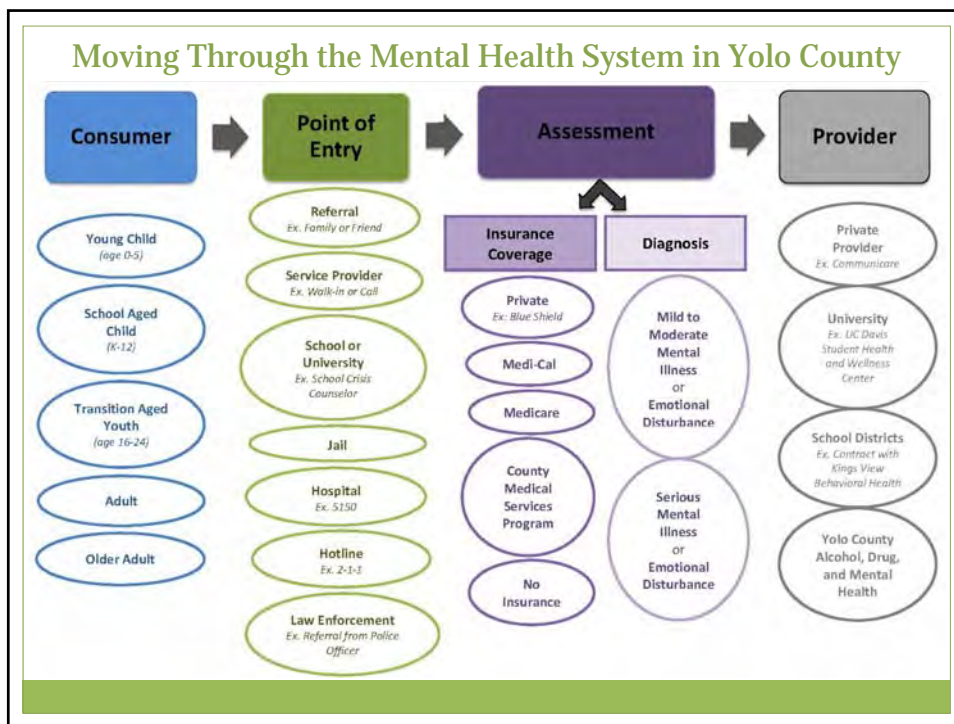 Moving Through the Mental Health System in Yolo County
Consumer
Point of
Entry
Assessment
Provider
Young Child
(age 0-5)
School Aged
Child
(K-12)
Transition Aged
Youth
(age 16-24)
Adult
Older Adult
Referral
Ex. Family or Friend
Service Provider
Ex. Walk-in or Call
School or
University
Ex. School Crisis
Counselor
Jail
Hospital
Ex. 5150
Hotline
Ex. 2-1-1
Law Enforcement
Ex. Referral from Police
Officer
Insurance
Coverage
Private
Ex: Blue Shield
Medi-Cal
Medicare
County
Medical
Services
Program
No
Insurance
Diagnosis
Mild to
Moderate
Mental
Illness
or
Emotional
Disturbance
Serious
Mental
Illness
or
Emotional
Disturbance
Private
Provider
Ex. Communicare
University
Ex. UC Davis
Student Health
and Wellness
Center
School Districts
Ex. Contract with
Kings View
Behavioral Health
Yolo County
Alcohol, Drug,
and Mental
Health